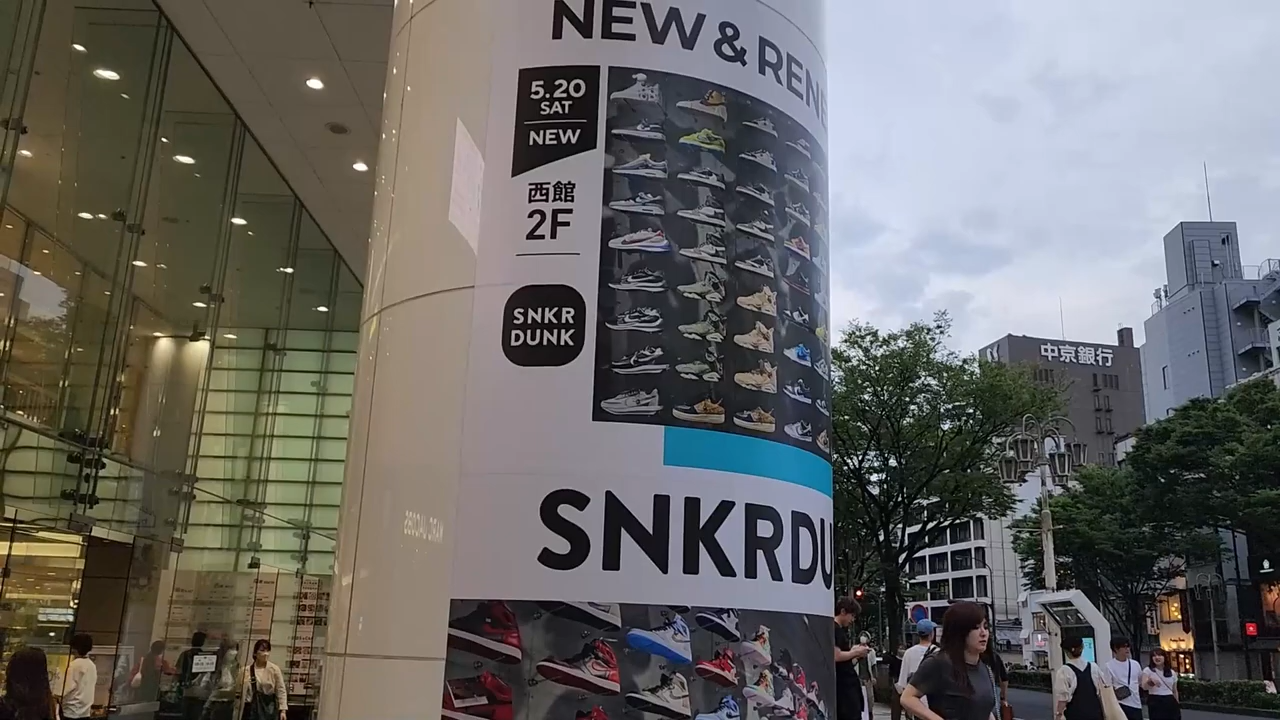 NEW & RENE
5.20
SAT
NEW
西館
2F
SNKR
DUNK
SNKRDU
中京銀行